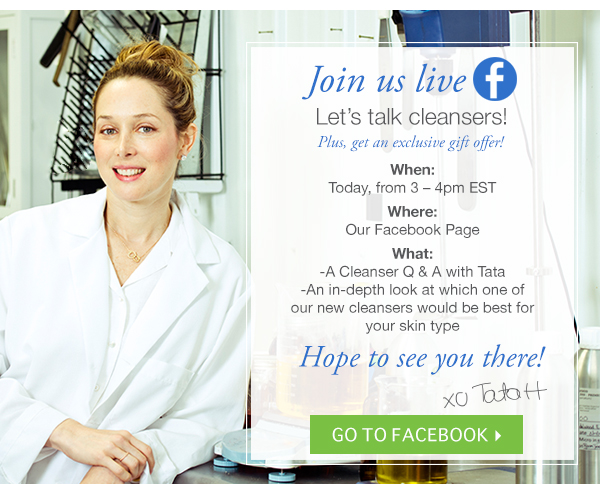 Join us live f
Let's talk cleansers!
Plus, get an exclusive gift offer!
When:
Today, from 3 – 4pm EST
Where:
Our Facebook Page
What:
-A Cleanser Q & A with Tata
-An in-depth look at which one of
our new cleansers would be best for
your skin type
Hope to see you there!
xo Tata H
GO TO FACEBOOK